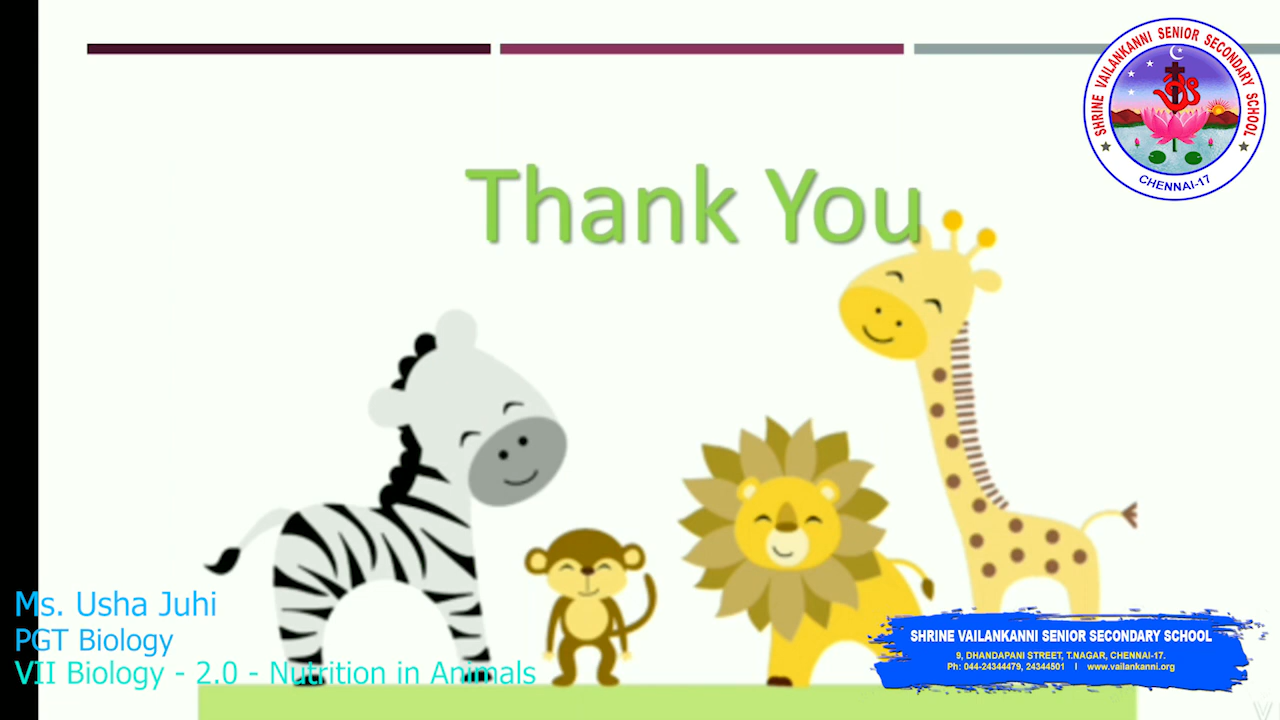 SHRINE VAILANKANNI SENIOR SECONDARY SCHOOL
CHENNAI-17
Thank You
Ms. Usha Juhi
PGT Biology
VII Biology - 2.0 - Nutrition in Animals
SHRINE VAILANKANNI SENIOR SECONDARY SCHOOL
9, DHANDAPANI STREET, T.NAGAR, CHENNAI-17.
Ph: 044-24344479, 24344501 I www.vailankanni.org